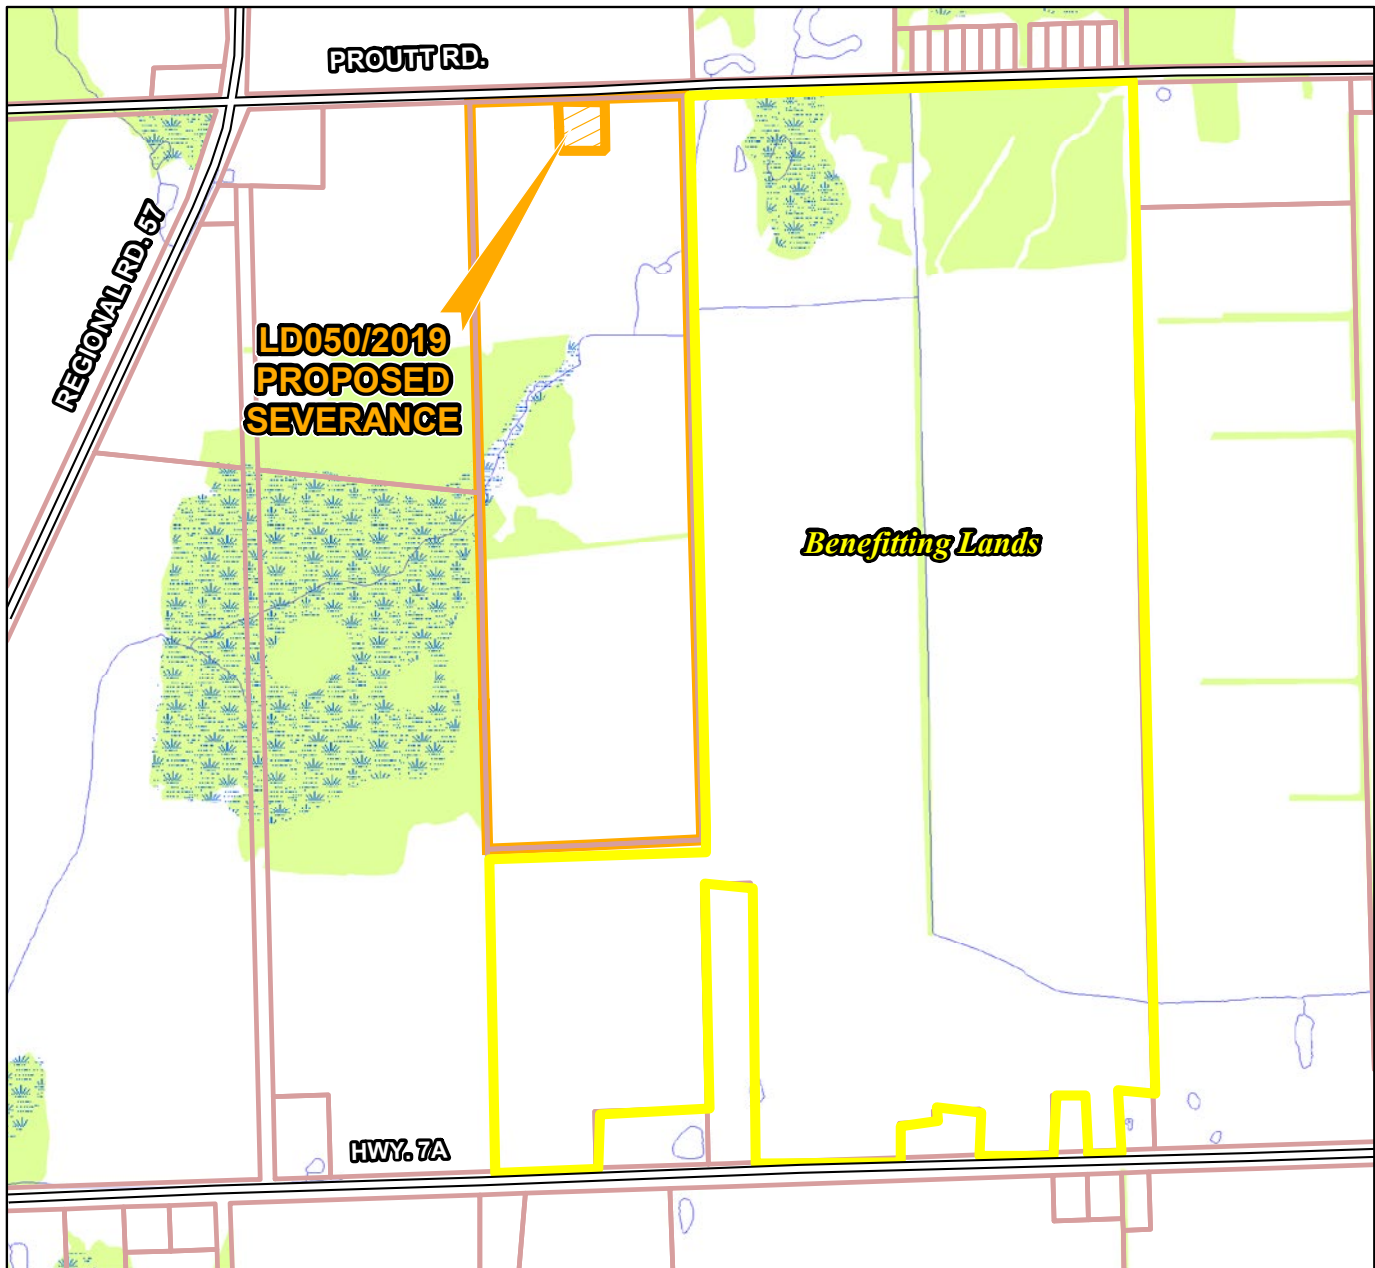 PROUTT RD.
REGIONAL RD. 57
LD050/2019
PROPOSED
SEVERANCE
Benefitting Lands
HWY. 7A